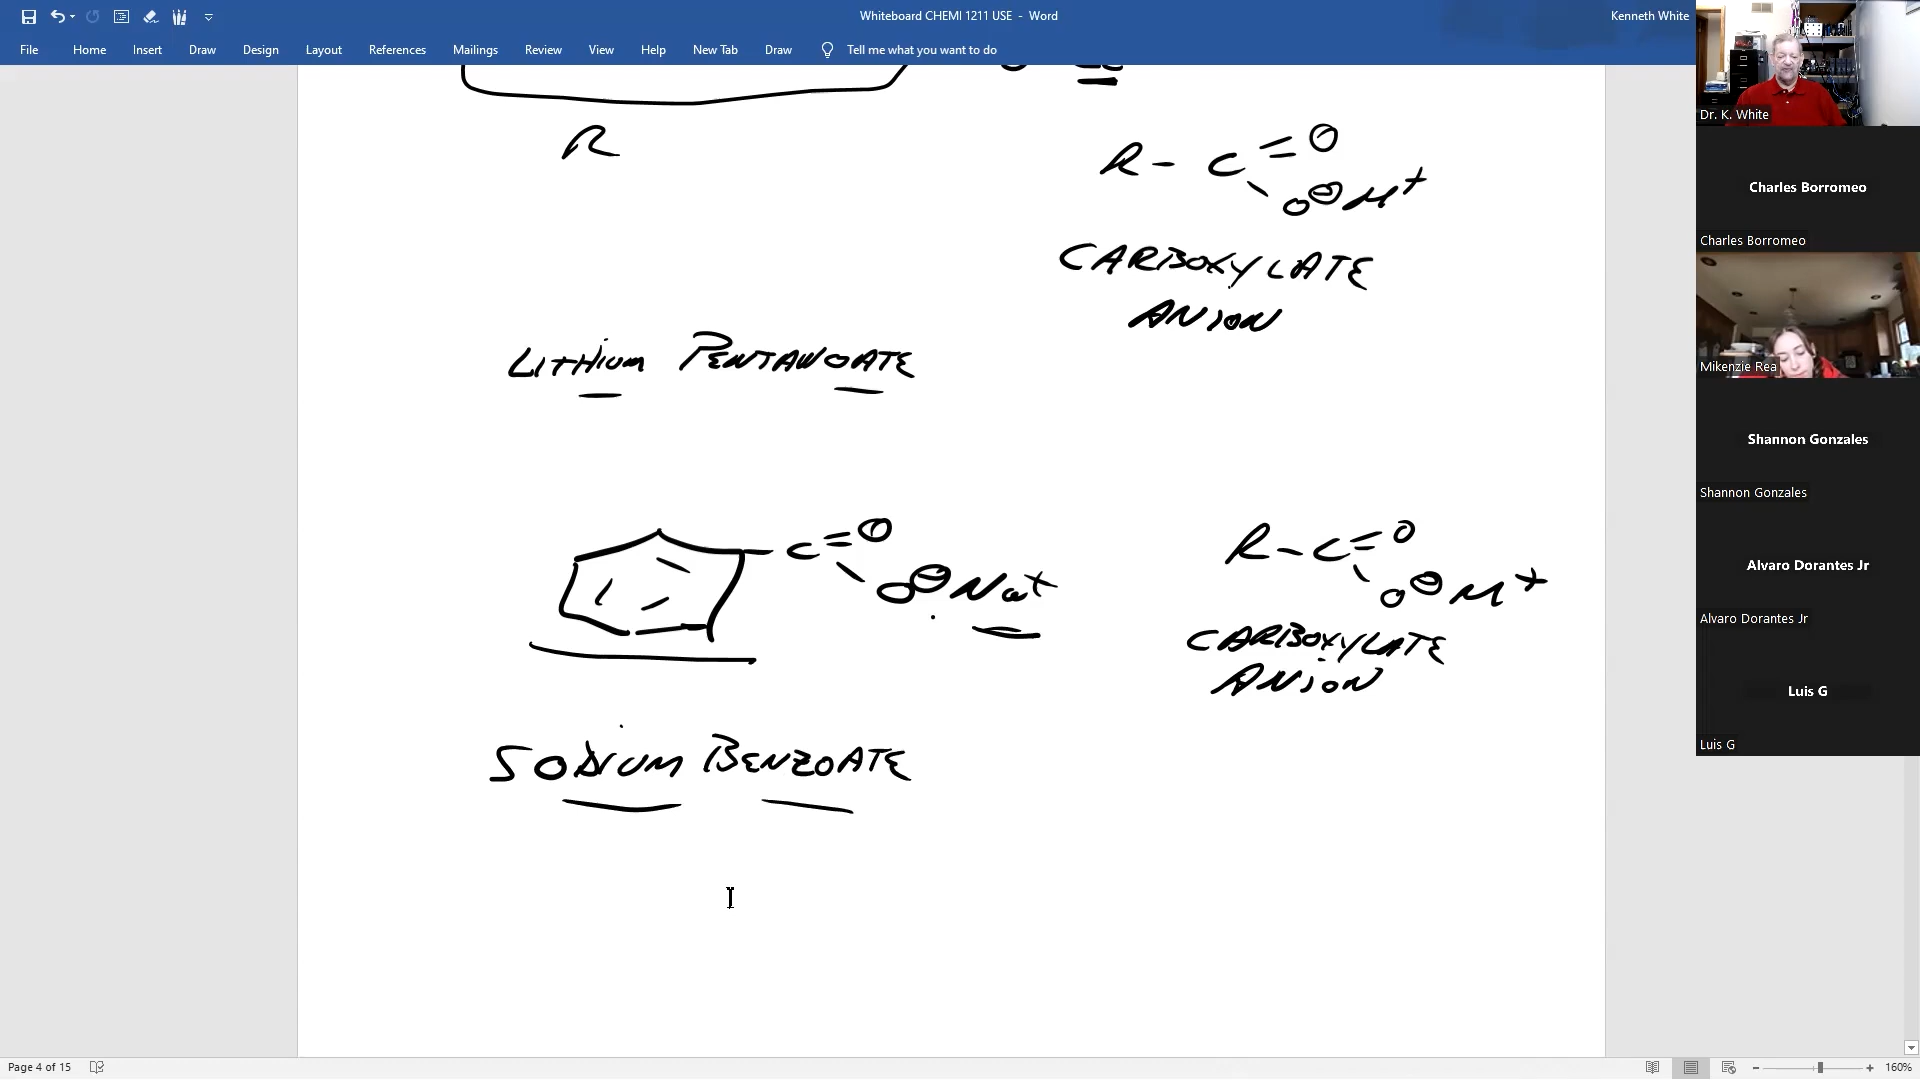 Whiteboard CHEMI 1211 USE - Word
Kenneth White
File Home Insert Draw Design Layout References Mailings Review View Help New Tab Draw Tell me what you want to do
R
R - C = O
O ⊖ M+
CARBOXYLATE
ANION
LITHIUM PENTANOATE
- C = O
O ⊖ Na+
R - C = O
O ⊖ M+
CARBOXYLATE
ANION
SODIUM BENZOATE
Dr. K. White
Charles Borromeo
Charles Borromeo
Mikenzie Rea
Shannon Gonzales
Shannon Gonzales
Alvaro Dorantes Jr
Alvaro Dorantes Jr
Luis G
Luis G
Page 4 of 15
160%